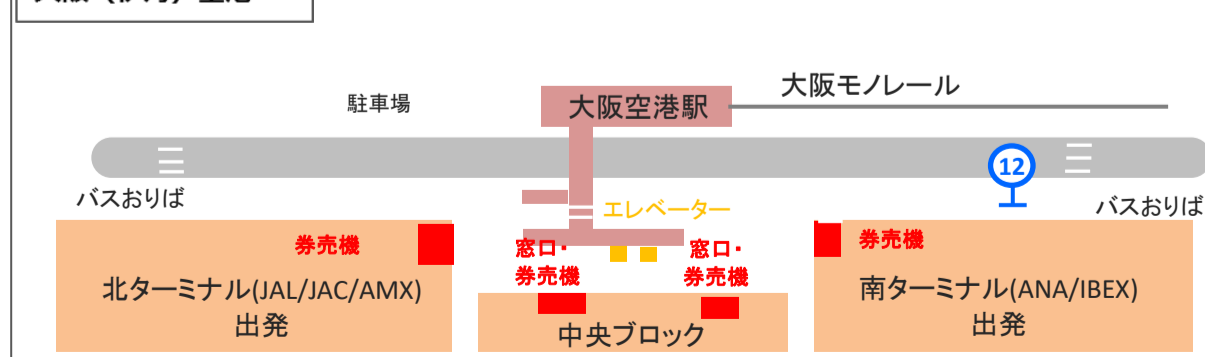 大阪モノレール
駐車場
大阪空港駅
12
バスおりば
エレベーター
バスおりば
券売機
窓口・
券売機
窓口・
券売機
券売機
北ターミナル(JAL/JAC/AMX)
出発
中央ブロック
南ターミナル(ANA/IBEX)
出発